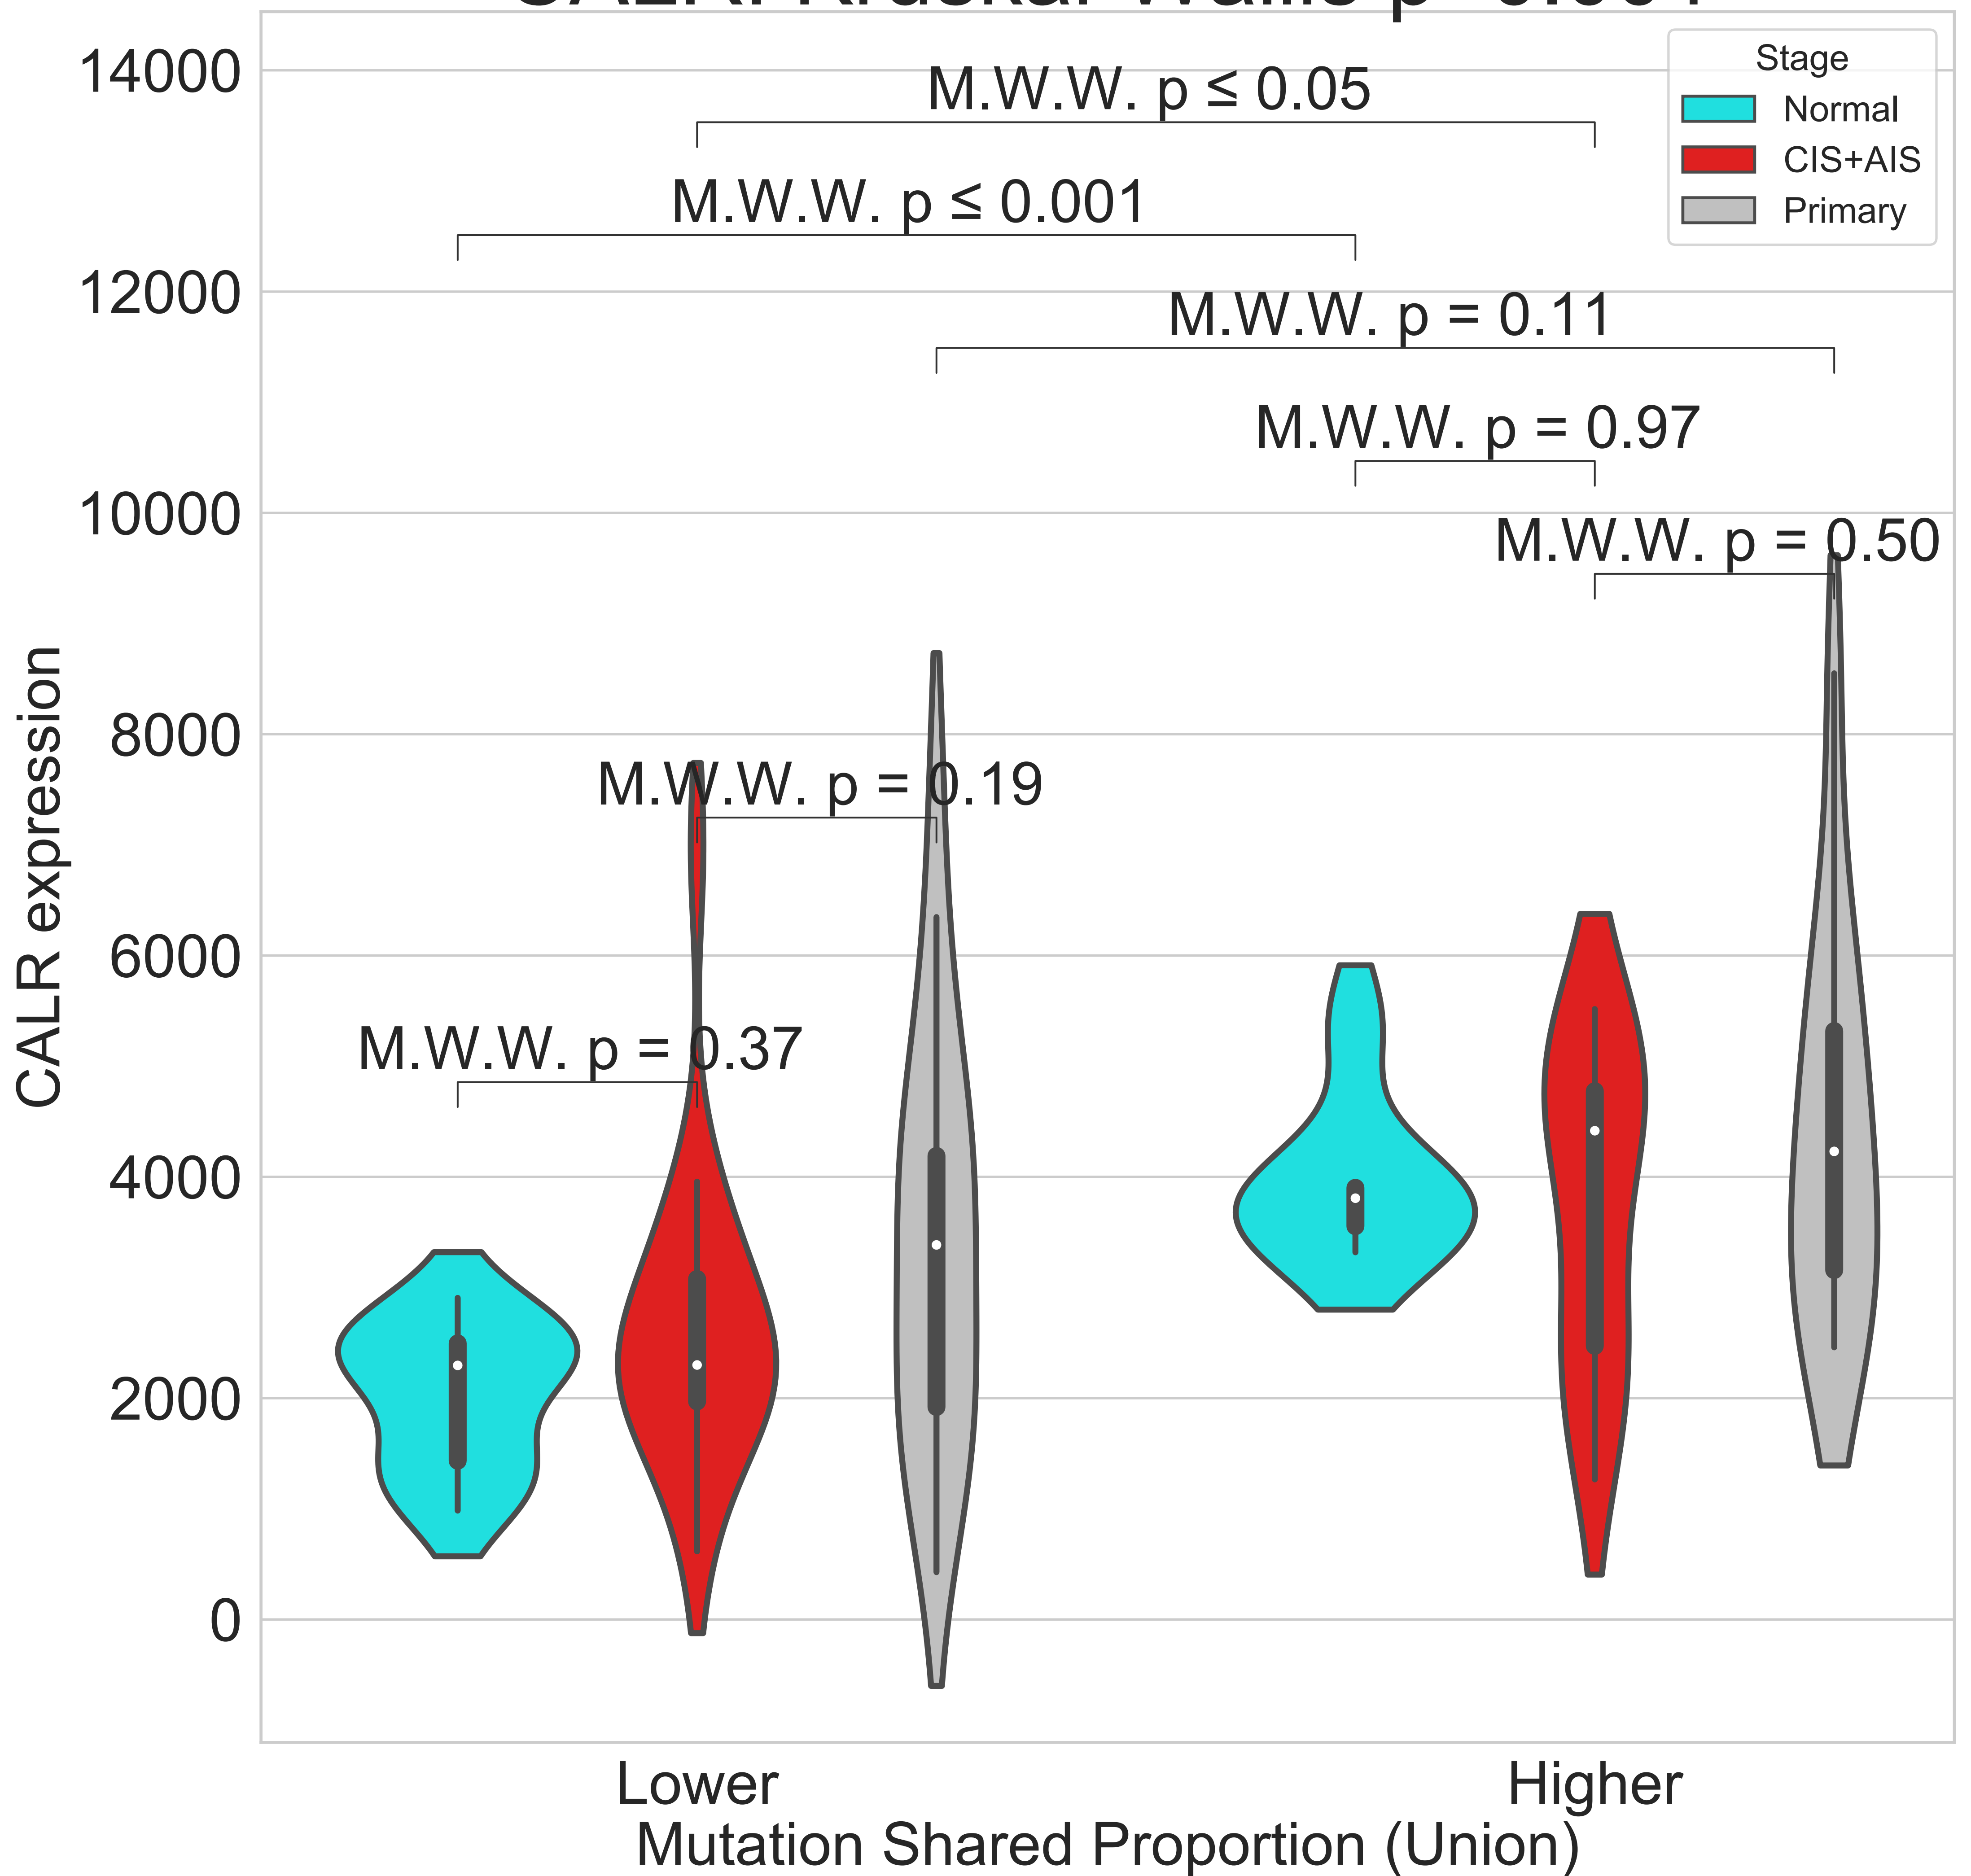 Stage
Normal
CIS+AIS
Primary
M.W.W. p ≤ 0.05
M.W.W. p ≤ 0.001
M.W.W. p = 0.11
M.W.W. p = 0.97
M.W.W. p = 0.50
M.W.W. p = 0.19
M.W.W. p = 0.37
14000
12000
10000
8000
6000
4000
2000
0
CALR expression
Lower
Higher
Mutation Shared Proportion (Union)